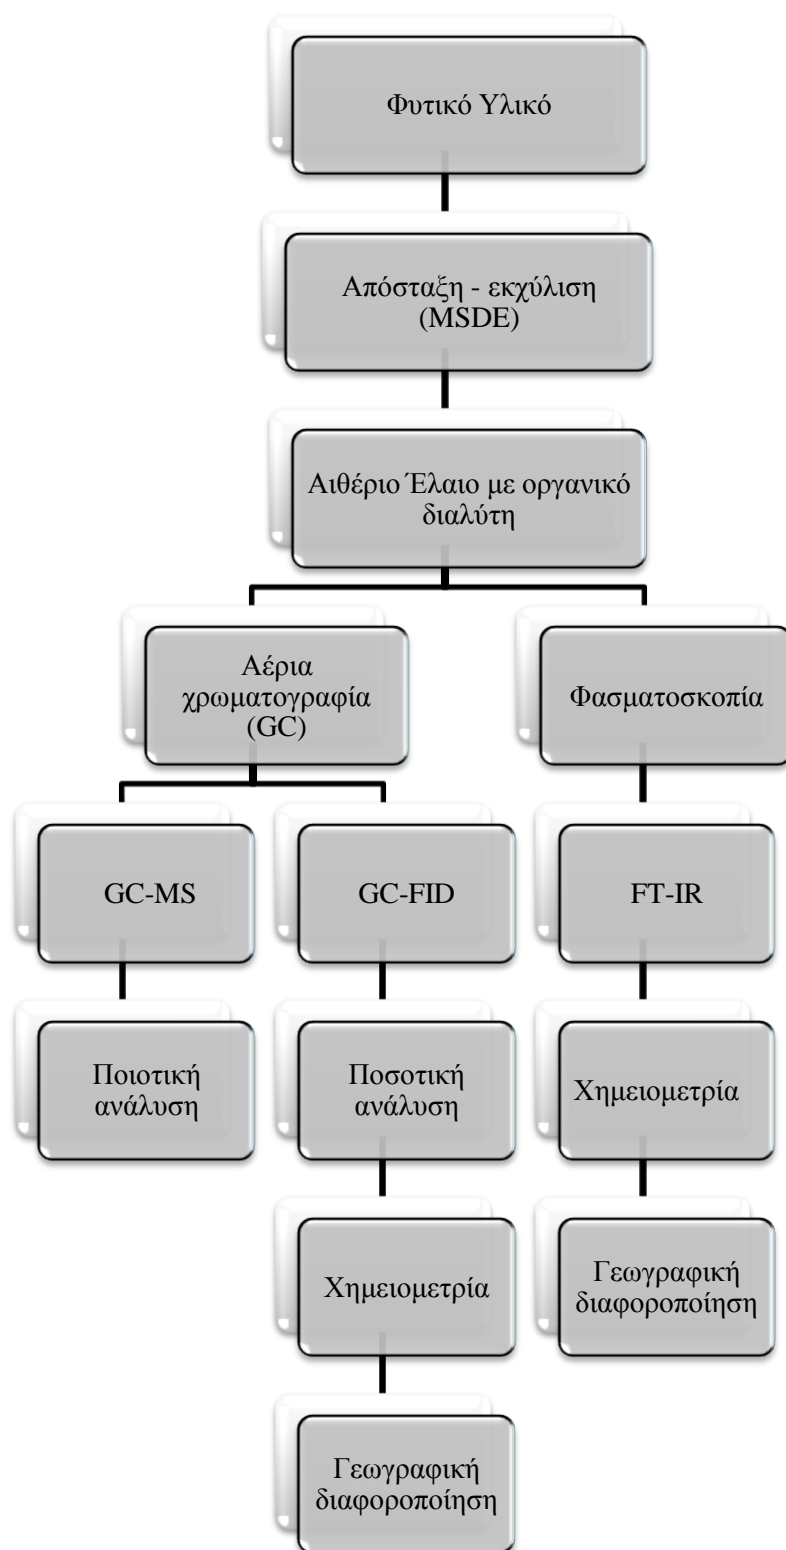 Φυτικό Υλικό
Απόσταξη - εκχύλιση
(MSDE)
Αιθέριο Έλαιο με οργανικό
διαλύτη
Αέρια
χρωματογραφία
(GC)
Φασματοσκοπία
GC-MS
GC-FID
FT-IR
Ποιοτική
ανάλυση
Ποσοτική
ανάλυση
Χημειομετρία
Χημειομετρία
Γεωγραφική
διαφοροποίηση
Γεωγραφική
διαφοροποίηση